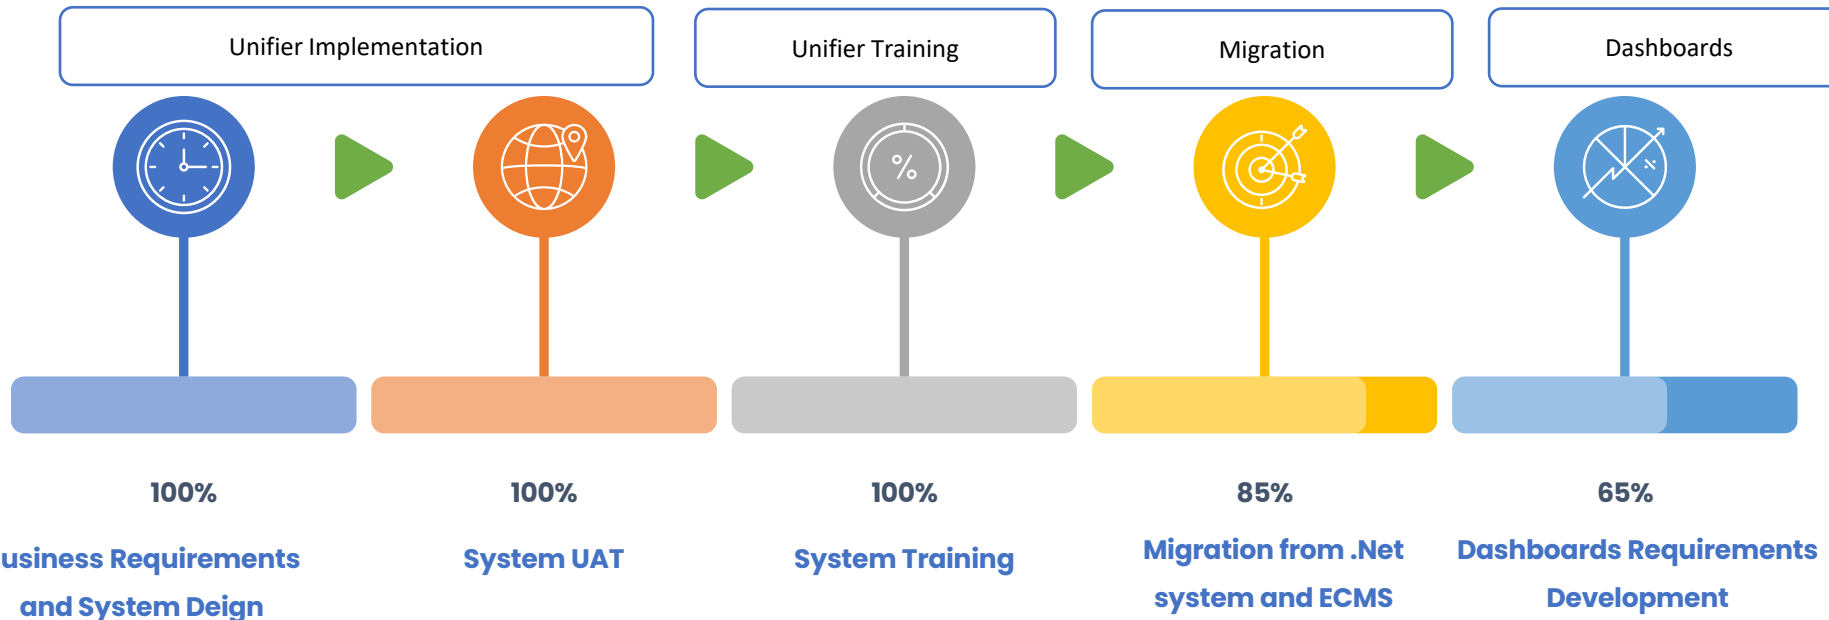 Unifier Implementation
Unifier Training
Migration
Dashboards
%
%
100%
100%
100%
85%
65%
usiness Requirements
and System Deign
System UAT
System Training
Migration from .Net
system and ECMS
Dashboards Requirements
Development